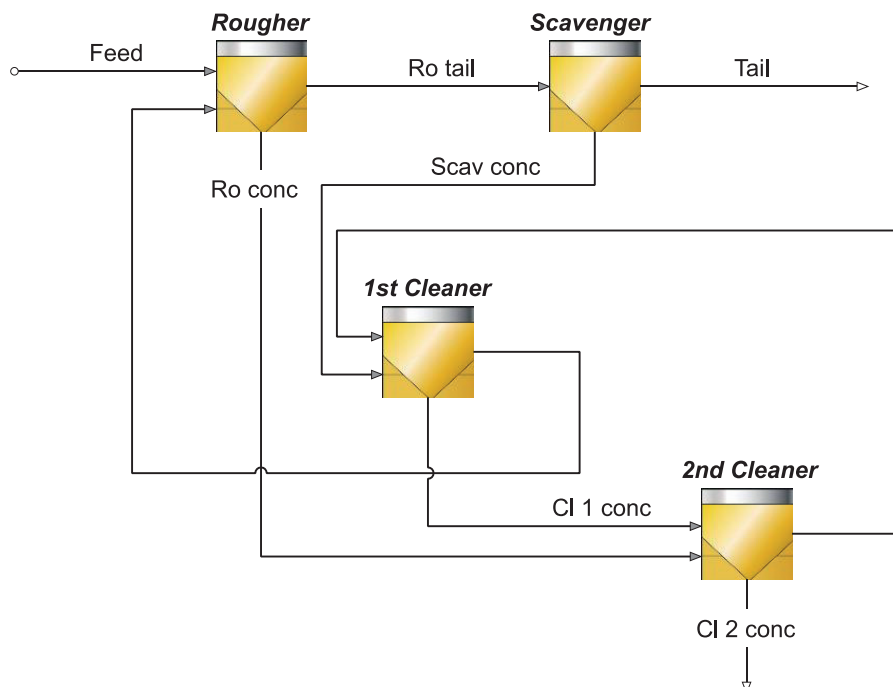 Rougher
Scavenger
Feed
Ro tail
Tail
Scav conc
Ro conc
1st Cleaner
2nd Cleaner
Cl 1 conc
Cl 2 conc